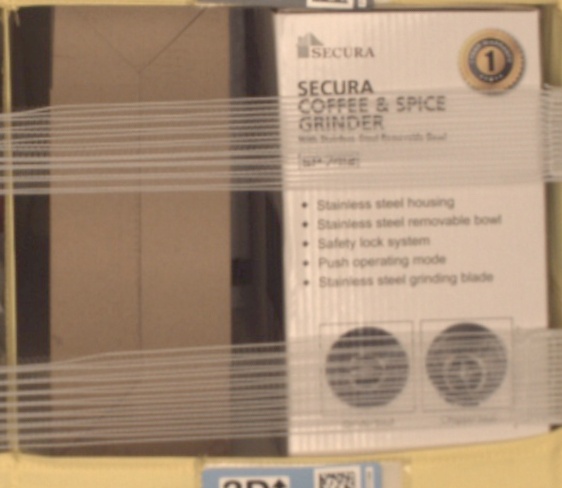 SECURA
1
SECURA
COFFEE & SPICE
GRINDER
• Stainless steel housing
• Stainless steel removable bowl
• Safety lock system
• Push operating mode
• Stainless steel grinding blade